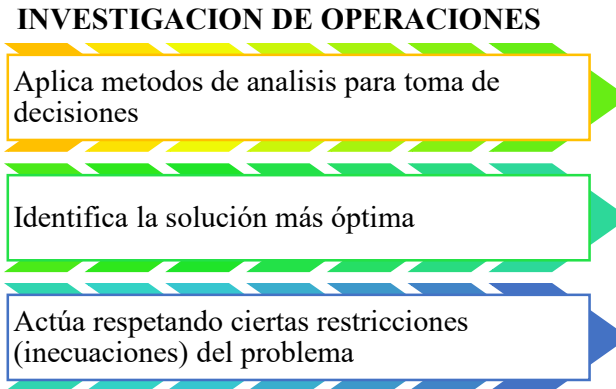 INVESTIGACION DE OPERACIONES
Aplica metodos de analisis para toma de
decisiones
Identifica la solución más óptima
Actúa respetando ciertas restricciones
(inecuaciones) del problema